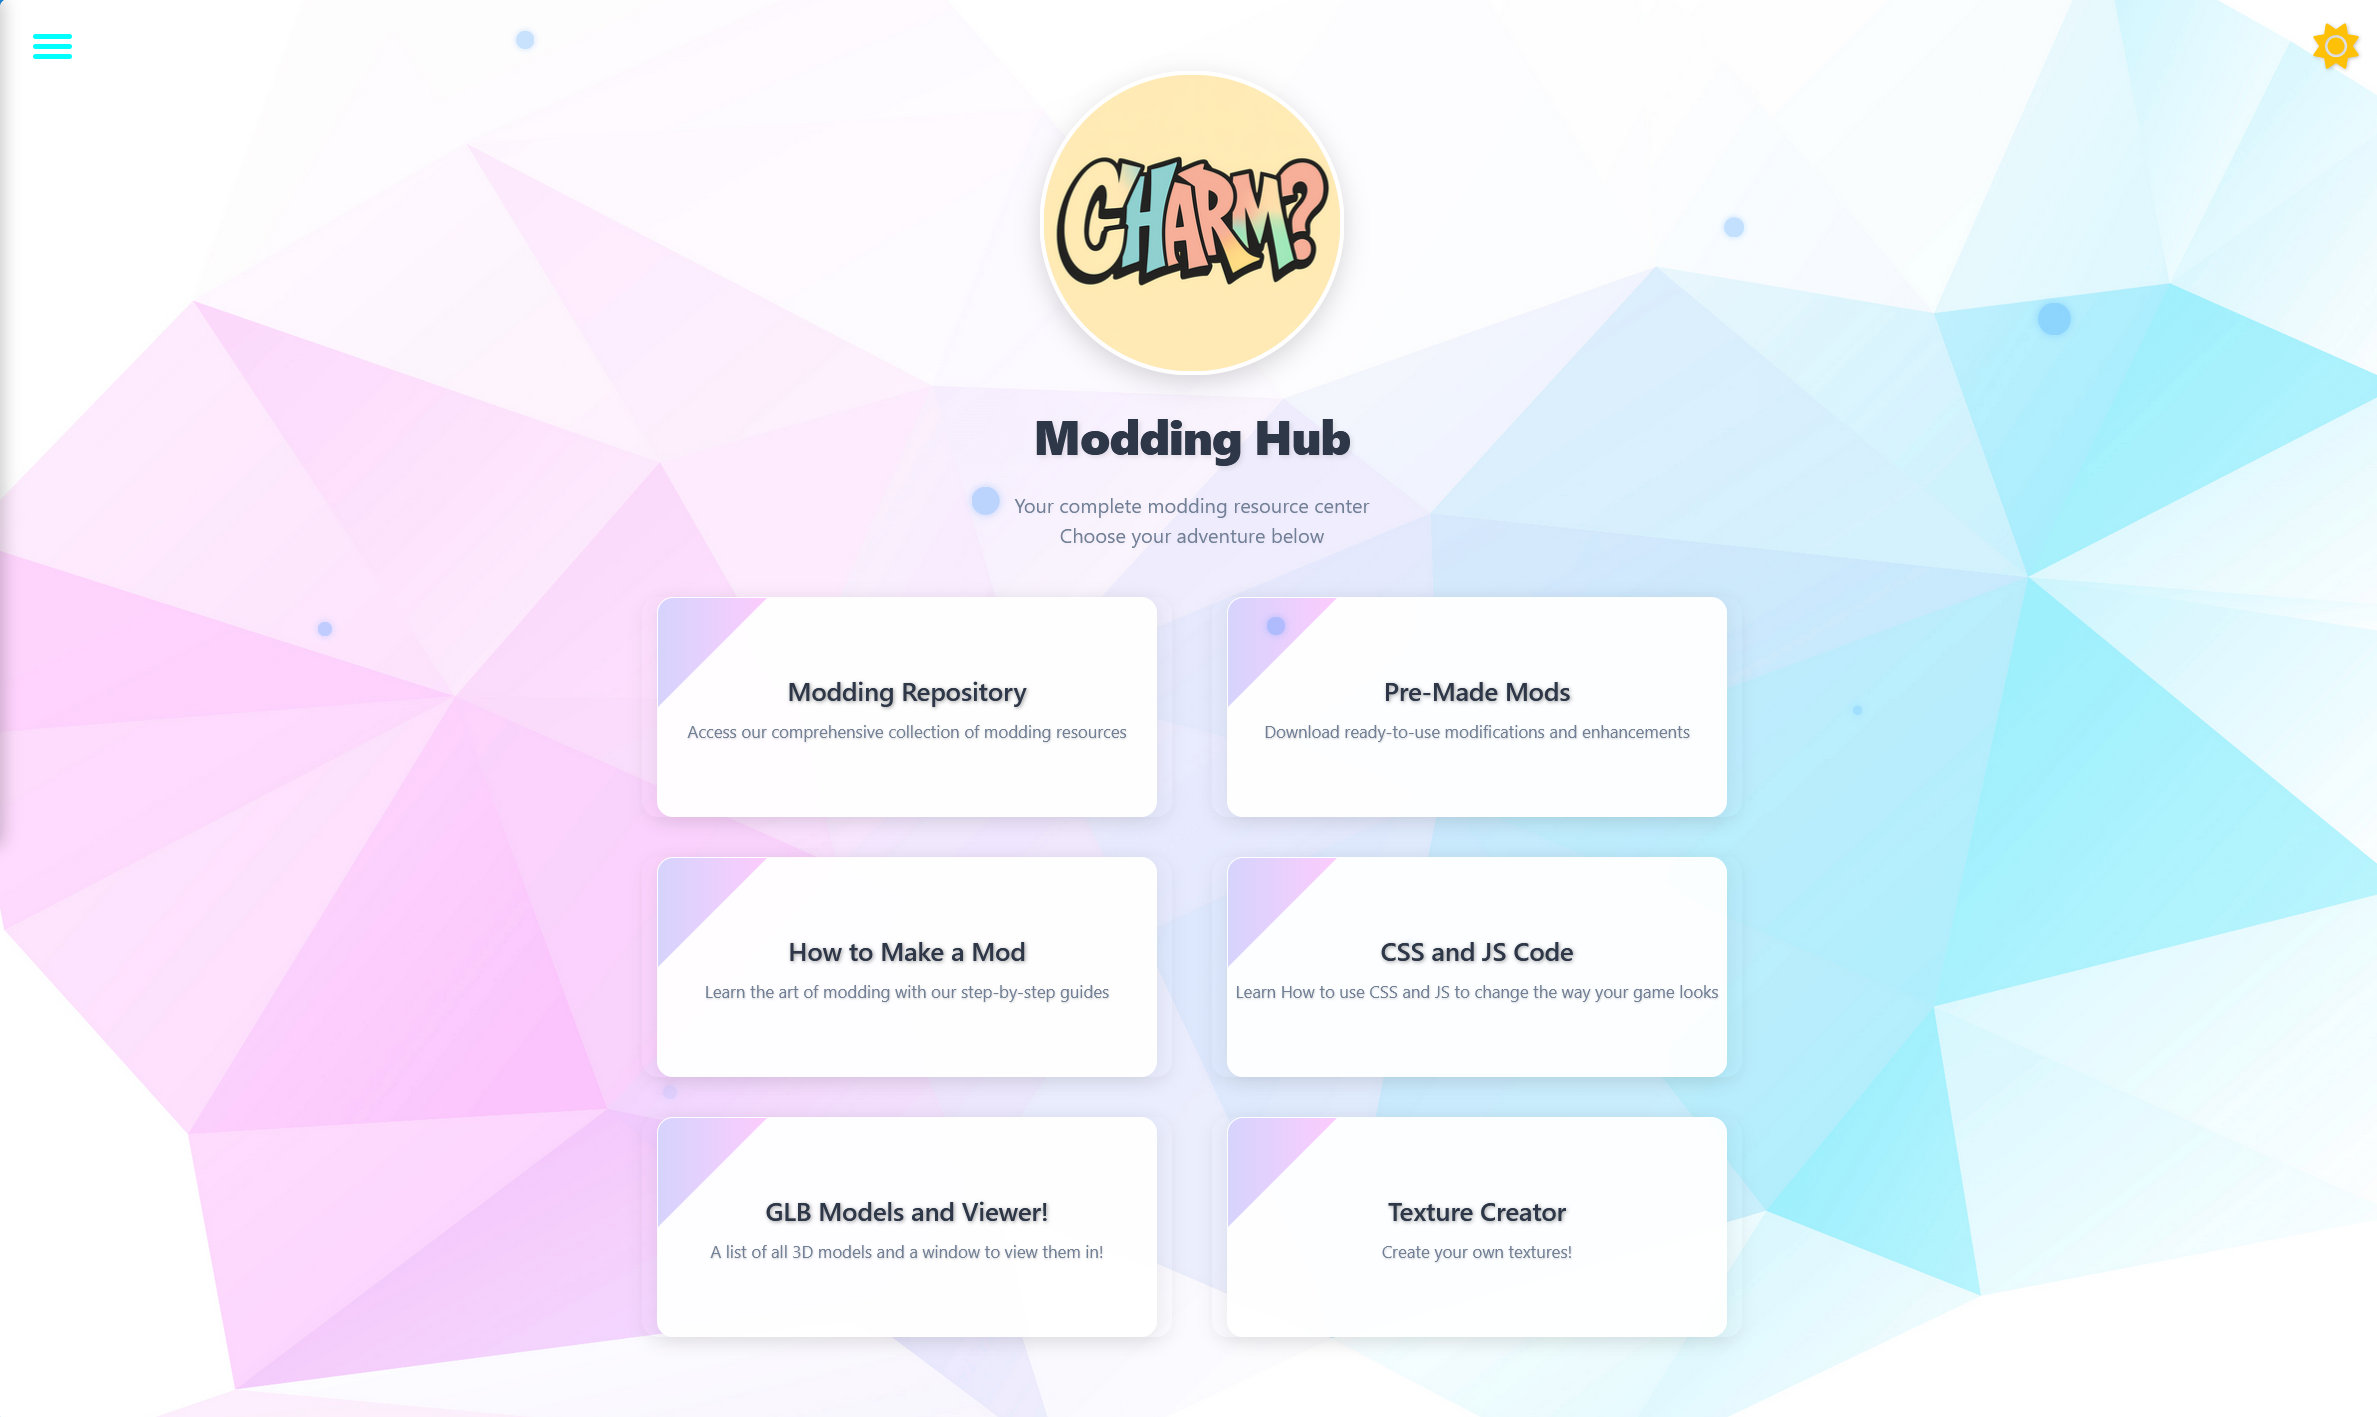 CHARM?
Modding Hub
Your complete modding resource center
Choose your adventure below
Modding Repository
Access our comprehensive collection of modding resources
Pre-Made Mods
Download ready-to-use modifications and enhancements
How to Make a Mod
Learn the art of modding with our step-by-step guides
CSS and JS Code
Learn How to use CSS and JS to change the way your game looks
GLB Models and Viewer!
A list of all 3D models and a window to view them in!
Texture Creator
Create your own textures!